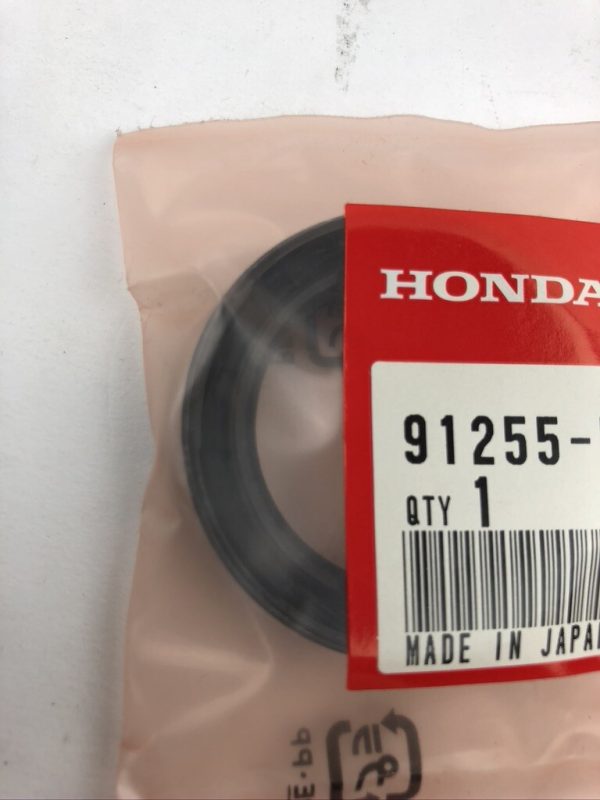 HONDA
91255-
QTY 1
MADE IN JAPA